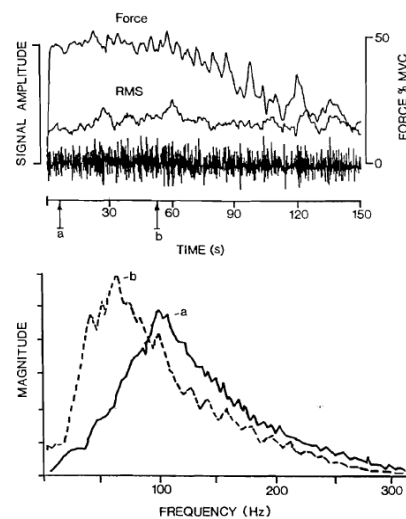 Force
RMS
SIGNAL AMPLITUDE
50
FORCE % MVC
0
30 60 90 120 150
a b
TIME (s)
b
a
MAGNITUDE
100 200 300
FREQUENCY (Hz)